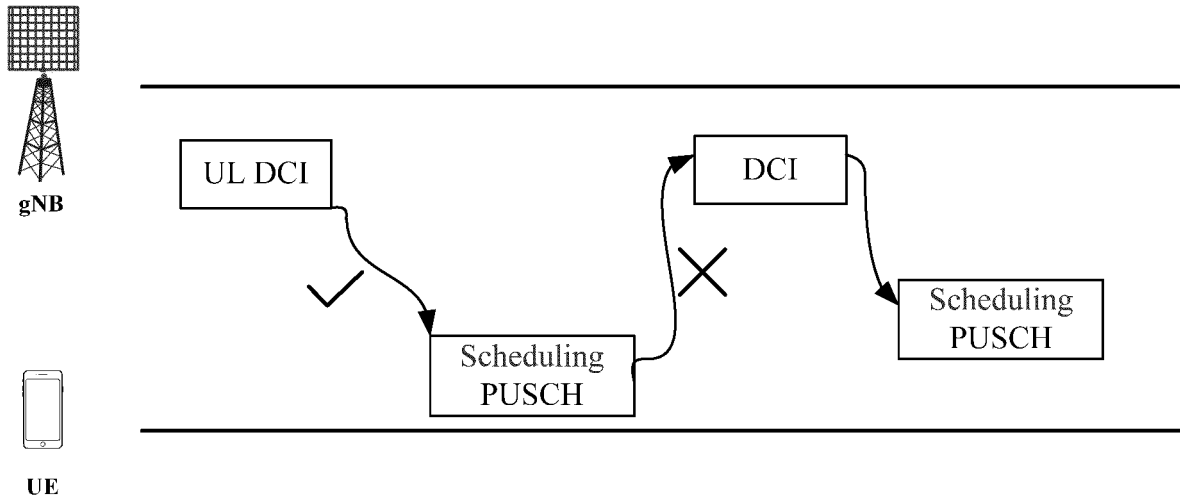 gNB
UL DCI
DCI
Scheduling
PUSCH
Scheduling
PUSCH
UE